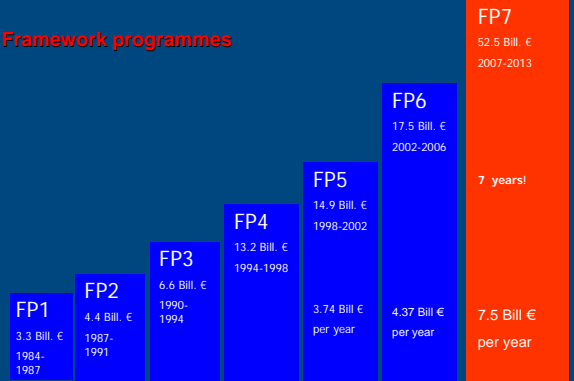 Framework programmes
FP1
3.3 Bill. €
1984-
1987
FP2
4.4 Bill. €
1987-
1991
FP3
6.6 Bill. €
1990-
1994
FP4
13.2 Bill. €
1994-1998
FP5
14.9 Bill. €
1998-2002
3.74 Bill €
per year
FP6
17.5 Bill. €
2002-2006
4.37 Bill €
per year
FP7
52.5 Bill. €
2007-2013
7 years!
7.5 Bill €
per year